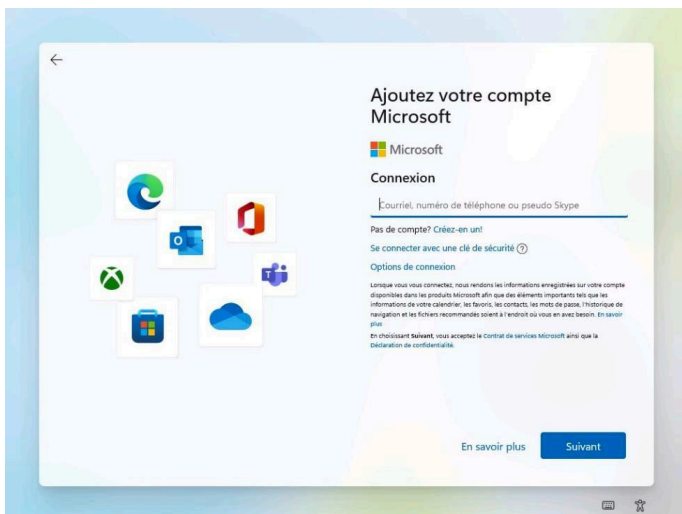 Ajoutez votre compte
Microsoft
Microsoft
Connexion
Courriel, numéro de téléphone ou pseudo Skype
Pas de compte? Créez-en un!
Se connecter avec une clé de sécurité
Options de connexion
Lorsque vous vous connectez, nous rendons les informations enregistrées sur votre compte
disponibles dans les produits Microsoft afin que des éléments importants tels que les
informations de votre calendrier, les favoris, les contacts, les mots de passe, l'historique de
navigation et les fichiers recommandés soient à l'endroit où vous en avez besoin. En savoir
plus
En choisissant Suivant, vous acceptez le Contrat de services Microsoft ainsi que la
Déclaration de confidentialité.
En savoir plus
Suivant